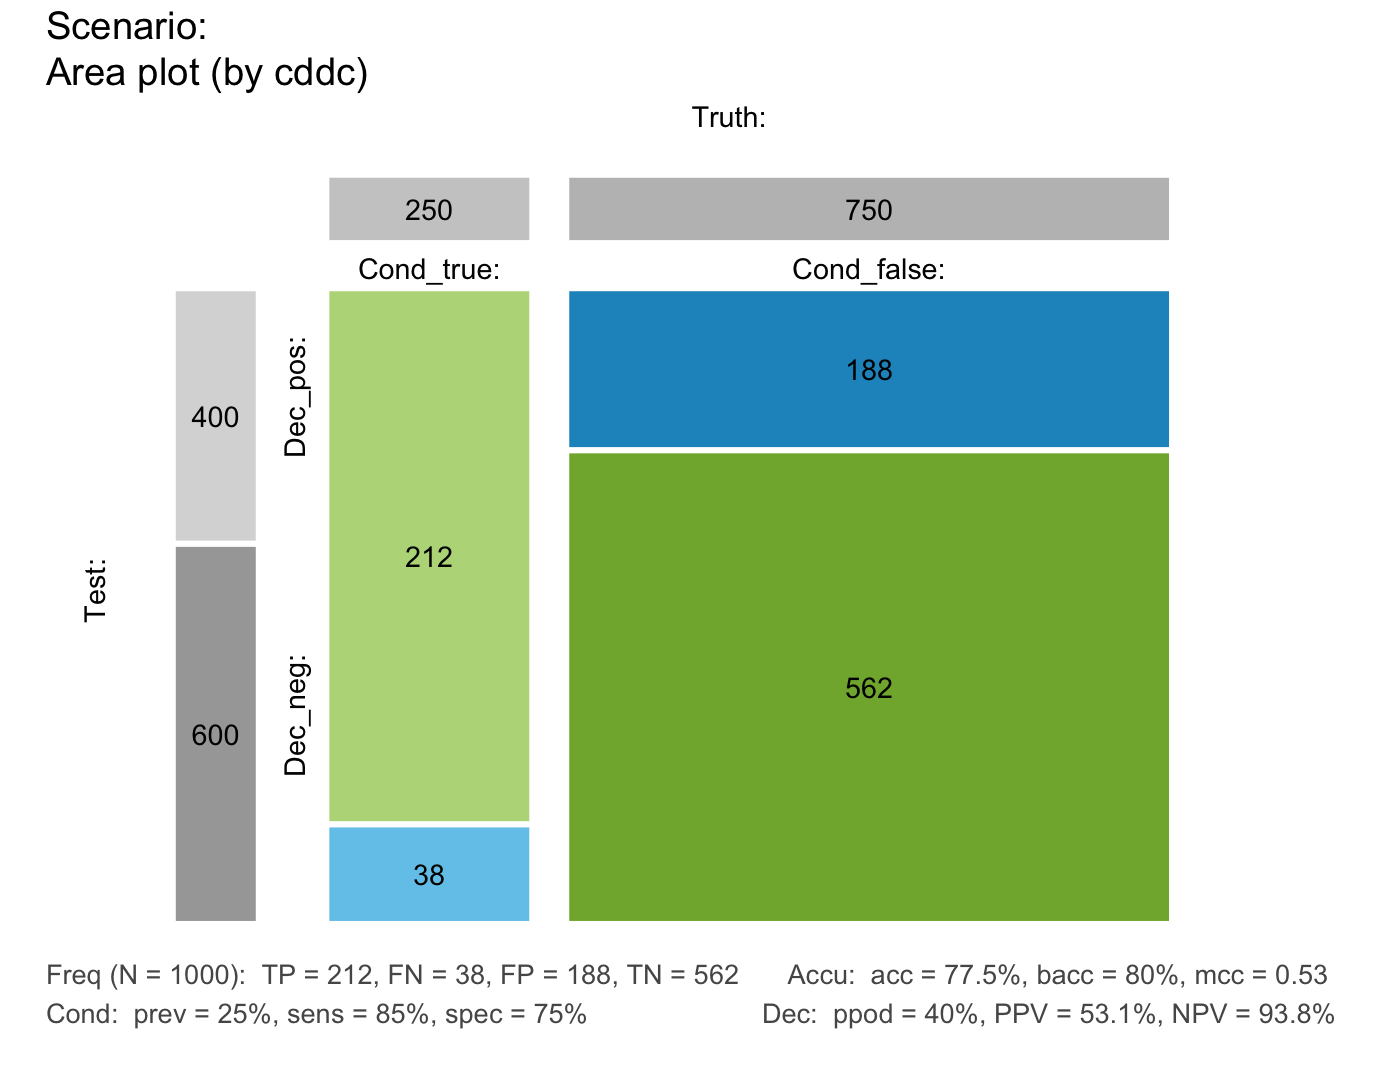 Scenario:
Area plot (by cddc)
Truth:
250
750
Cond_true:
Cond_false:
Test:
400
600
Dec_pos:
Dec_neg:
212
38
188
562
Freq (N = 1000):  TP = 212, FN = 38, FP = 188, TN = 562
Accu:  acc = 77.5%, bacc = 80%, mcc = 0.53
Cond:  prev = 25%, sens = 85%, spec = 75%
Dec:  ppod = 40%, PPV = 53.1%, NPV = 93.8%